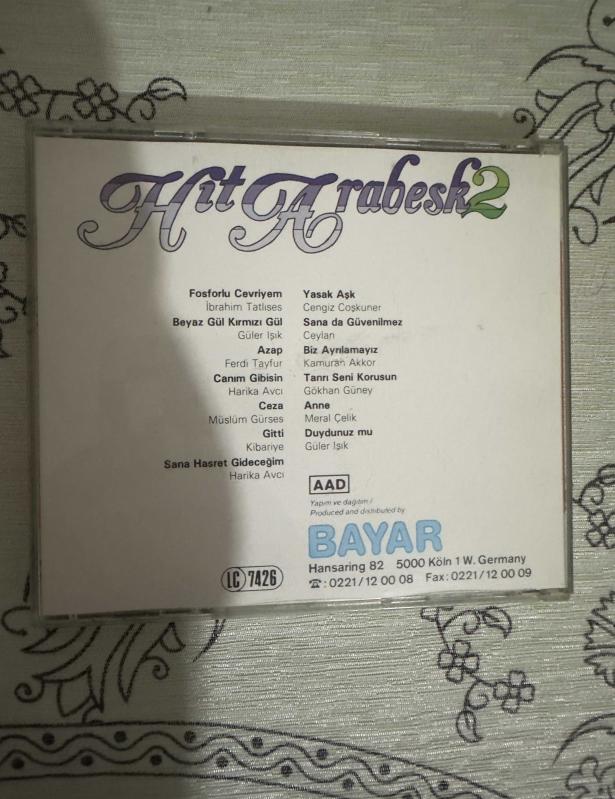 Hit Arabesk 2
Fosforlu Cevriyem
İbrahim Tatlıses
Beyaz Gül Kırmızı Gül
Güler Işık
Azap
Ferdi Tayfur
Canım Gibisin
Harika Avcı
Ceza
Müslüm Gürses
Gitti
Kibariye
Sana Hasret Gideceğim
Harika Avcı
Yasak Aşk
Cengiz Coşkuner
Sana da Güvenilmez
Ceylan
Biz Ayrılamayız
Kamuran Akkor
Tanrı Seni Korusun
Gökhan Güney
Anne
Meral Çelik
Duydunuz mu
Güler Işık
AAD
Yapım ve dağıtım /
Produced and distributed by
BAYAR
Hansaring 82 5000 Köln 1 W. Germany
☎: 0221/12 00 08 Fax: 0221/12 00 09
LC 7426